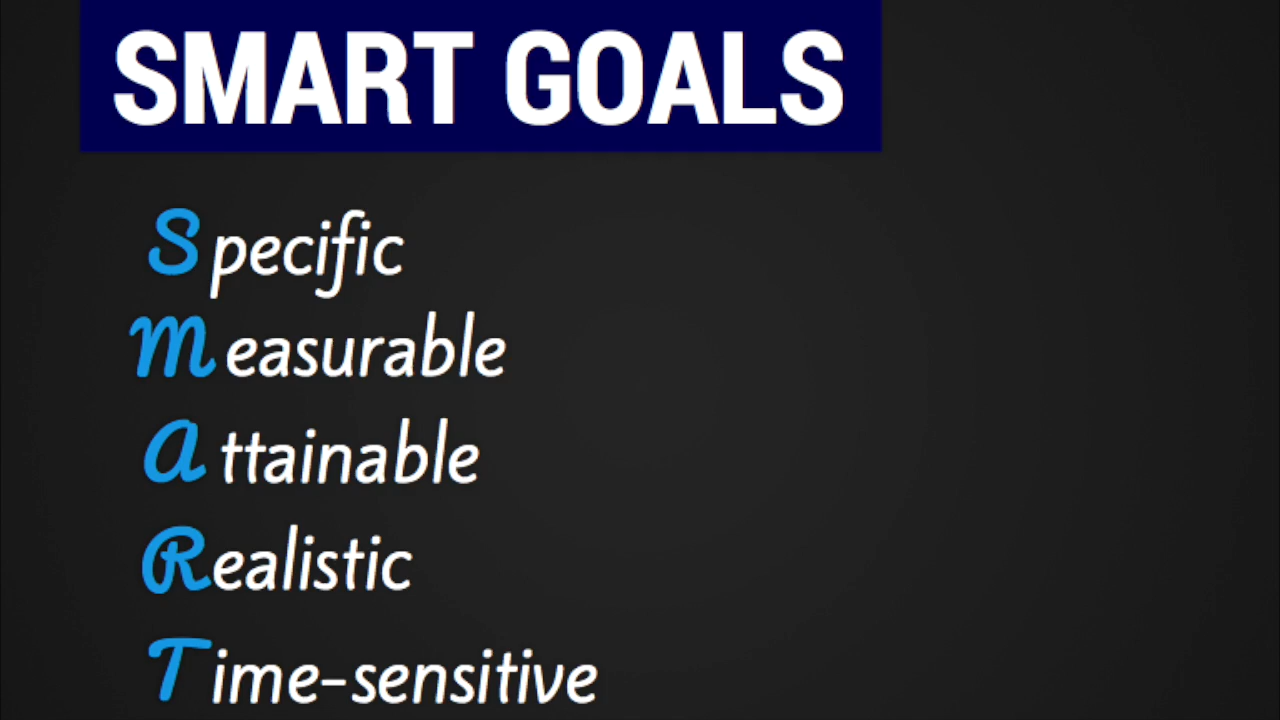 SMART GOALS
Specific
Measurable
Attainable
Realistic
Time-sensitive